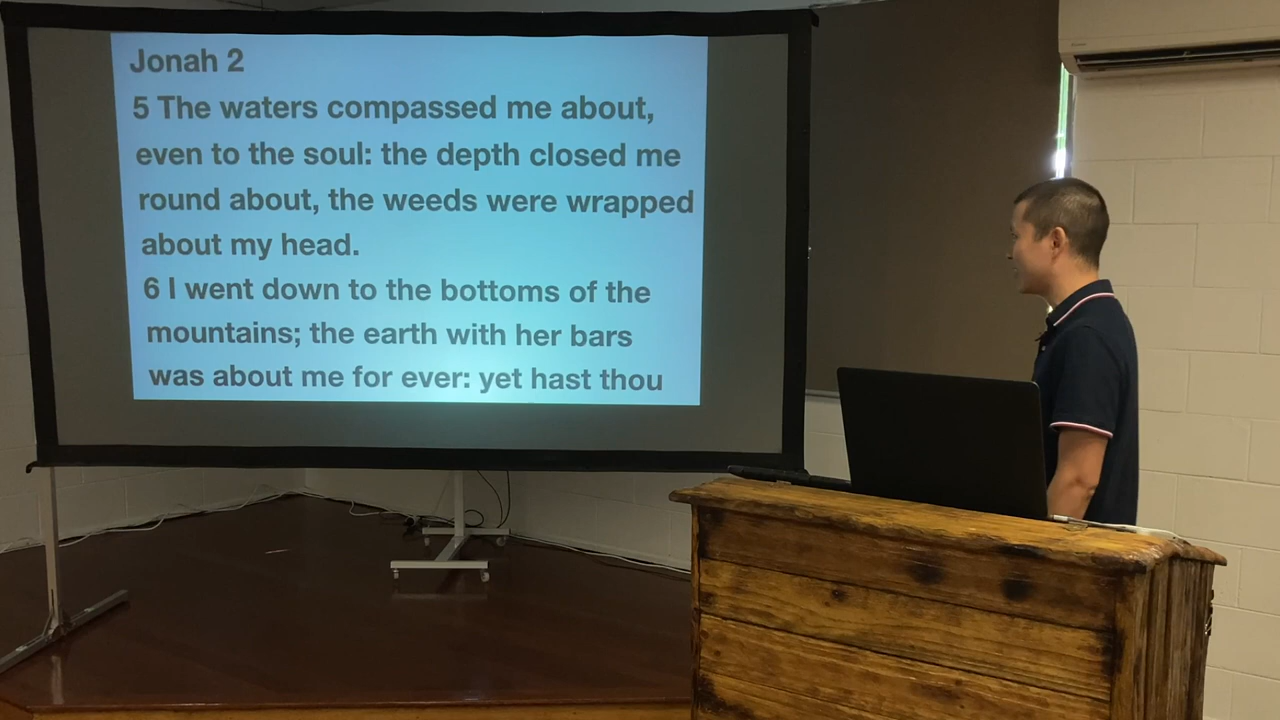 Jonah 2
5 The waters compassed me about,
even to the soul: the depth closed me
round about, the weeds were wrapped
about my head.
6 I went down to the bottoms of the
mountains; the earth with her bars
was about me for ever: yet hast thou